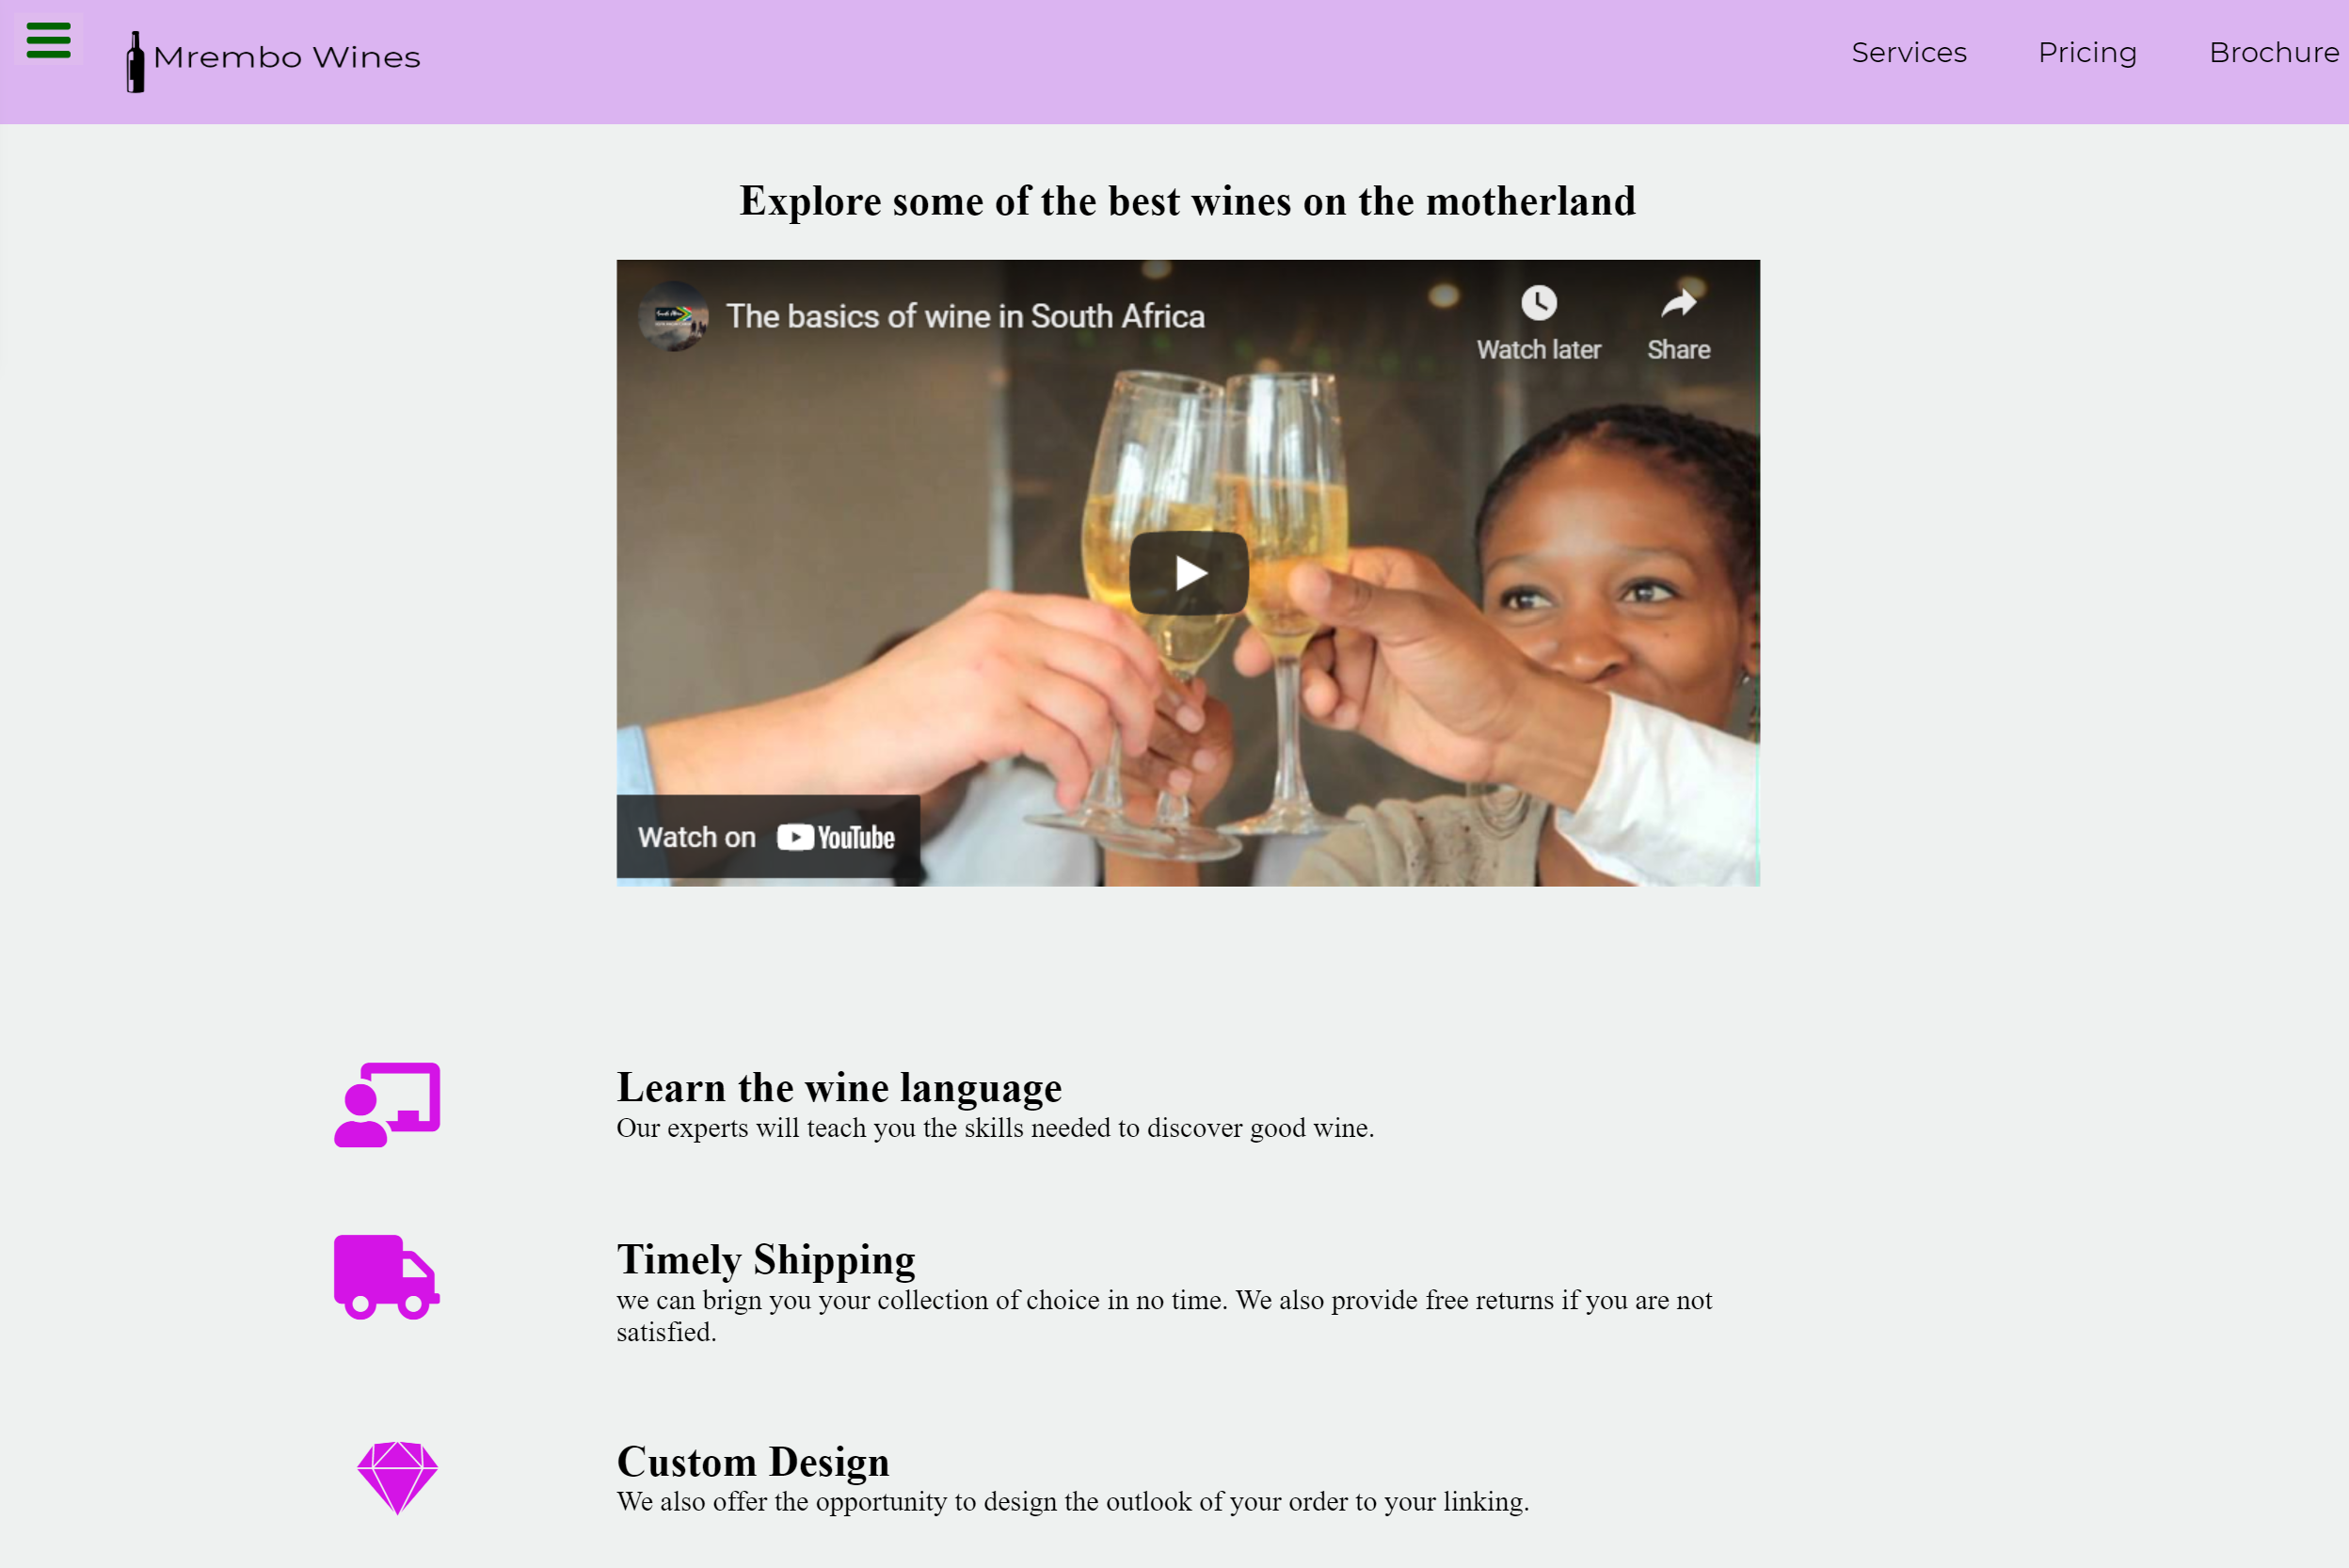 Mrembo Wines
Services
Pricing
Brochure
Explore some of the best wines on the motherland
The basics of wine in South Africa
Watch later
Share
Watch on YouTube
Learn the wine language
Our experts will teach you the skills needed to discover good wine.
Timely Shipping
we can brign you your collection of choice in no time. We also provide free returns if you are not
satisfied.
Custom Design
We also offer the opportunity to design the outlook of your order to your linking.